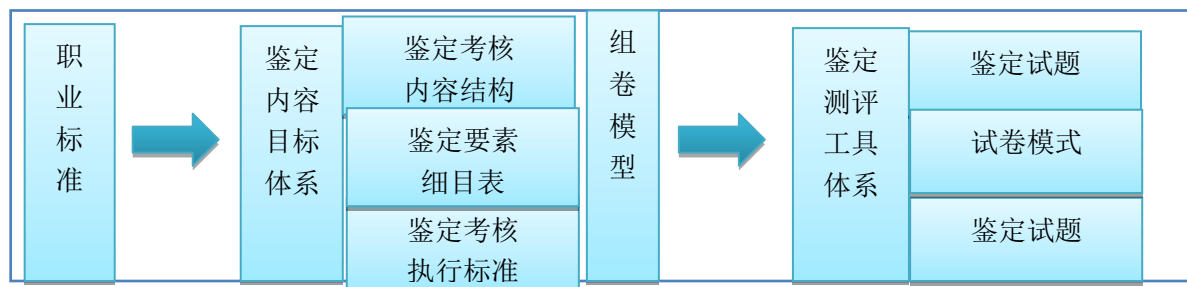 职业标准
鉴定
内容
目标
体系
鉴定考核
内容结构
鉴定要素
细目表
鉴定考核
执行标准
组卷模型
鉴定
测评
工具
体系
鉴定试题
试卷模式
鉴定试题